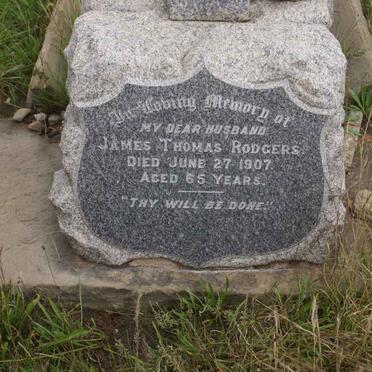 In Loving Memory of
MY DEAR HUSBAND
JAMES THOMAS RODGERS.
DIED JUNE 27 1907.
AGED 65 YEARS.
"THY WILL BE DONE."